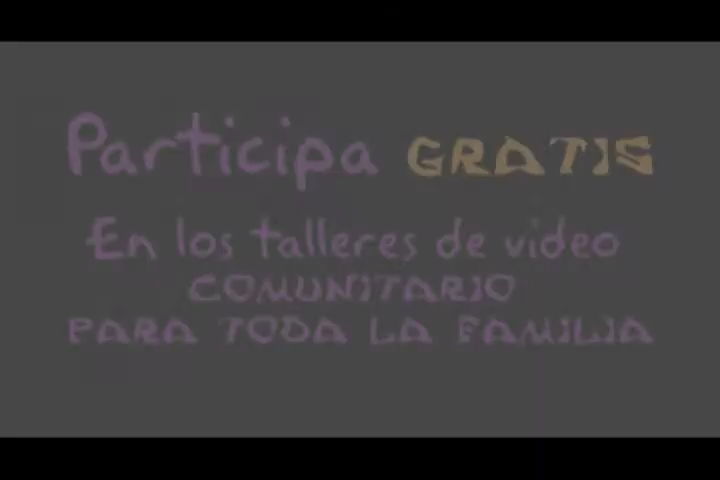 Participa GRATIS
En los talleres de video
COMUNITARIO
PARA TODA LA FAMILIA